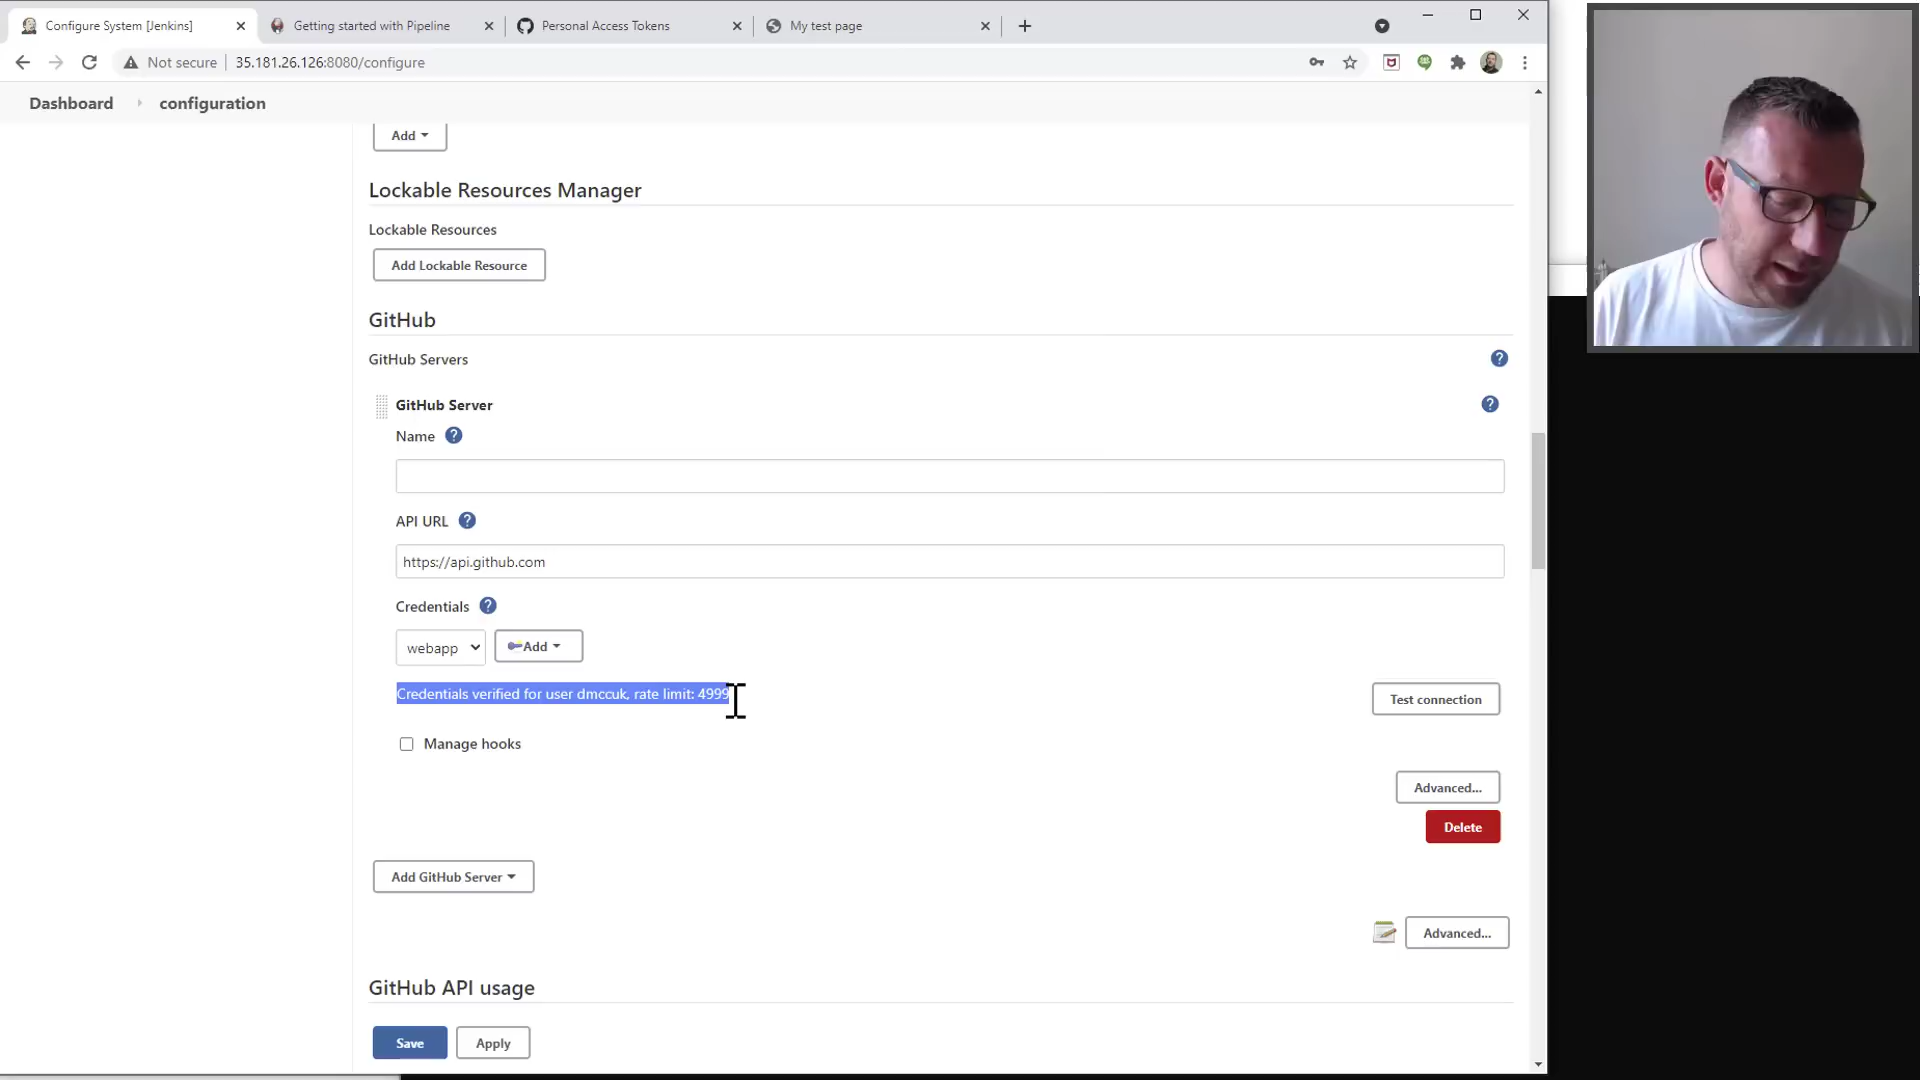 Configure System [Jenkins]
Getting started with Pipeline
Personal Access Tokens
My test page
Not secure
35.181.26.126:8080/configure
Dashboard
configuration
Add
Lockable Resources Manager
Lockable Resources
Add Lockable Resource
GitHub
GitHub Servers
?
GitHub Server
?
Name ?
API URL ?
https://api.github.com
Credentials ?
webapp
Add
Credentials verified for user dmccuk, rate limit: 4999
Test connection
Manage hooks
Advanced...
Delete
Add GitHub Server
Advanced...
GitHub API usage
Save
Apply